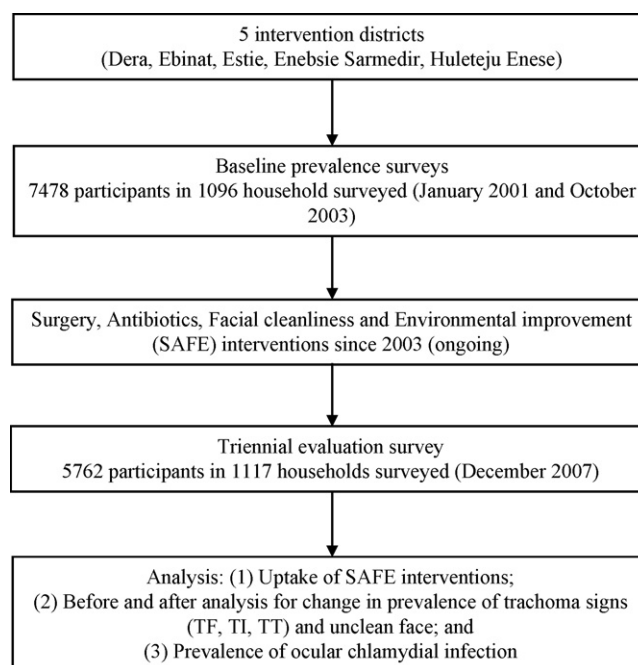 5 intervention districts
(Dera, Ebinat, Estie, Enebsie Sarmedir, Huleteju Enese)
Baseline prevalence surveys
7478 participants in 1096 household surveyed (January 2001 and October
2003)
Surgery, Antibiotics, Facial cleanliness and Environmental improvement
(SAFE) interventions since 2003 (ongoing)
Triennial evaluation survey
5762 participants in 1117 households surveyed (December 2007)
Analysis: (1) Uptake of SAFE interventions;
(2) Before and after analysis for change in prevalence of trachoma signs
(TF, TI, TT) and unclean face; and
(3) Prevalence of ocular chlamydial infection